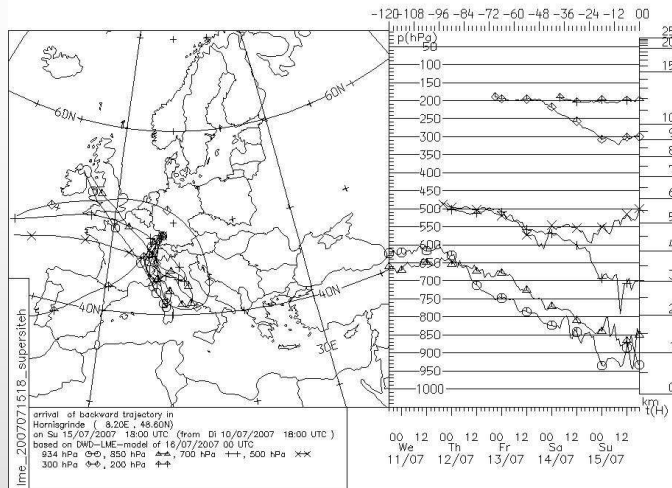 -120-108 -96 -84 -72 -60 -48 -36 -24 -12 00
p(hPa)
50
100
150
200
250
300
350
400
450
500
550
600
650
700
750
800
850
900
950
1000
km
t(H)
60N
60N
40N
40N
30E
lme_2007071518_supersiteh
00 12 00 12 00 12 00 12 00 12
We Th Fr Sa Su
11/07 12/07 13/07 14/07 15/07
arrival of backward trajectory in
Hornisgrinde ( 8.20E , 48.60N)
on Su 15/07/2007 18:00 UTC (from Di 10/07/2007 18:00 UTC )
based on DWD-LME-model of 16/07/2007 00 UTC
934 hPa , 850 hPa , 700 hPa , 500 hPa
300 hPa , 200 hPa